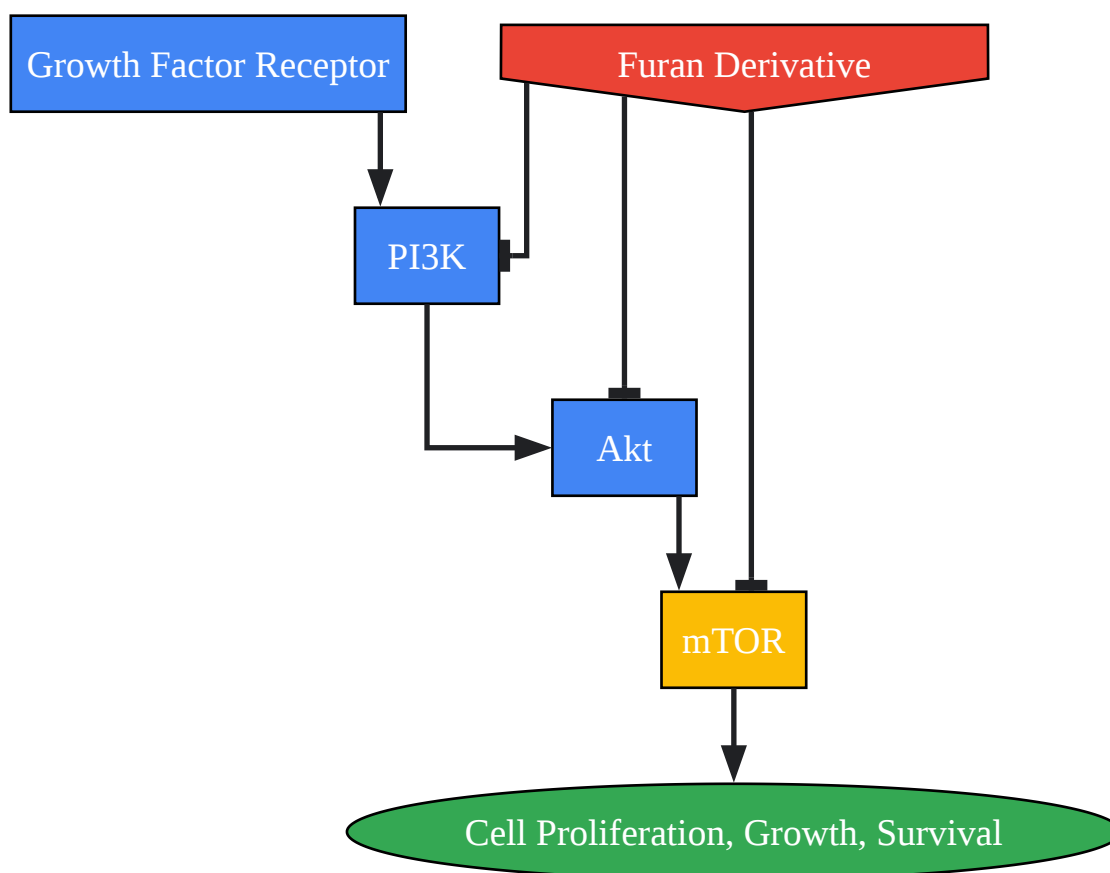 Growth Factor Receptor
Furan Derivative
PI3K
Akt
mTOR
Cell Proliferation, Growth, Survival